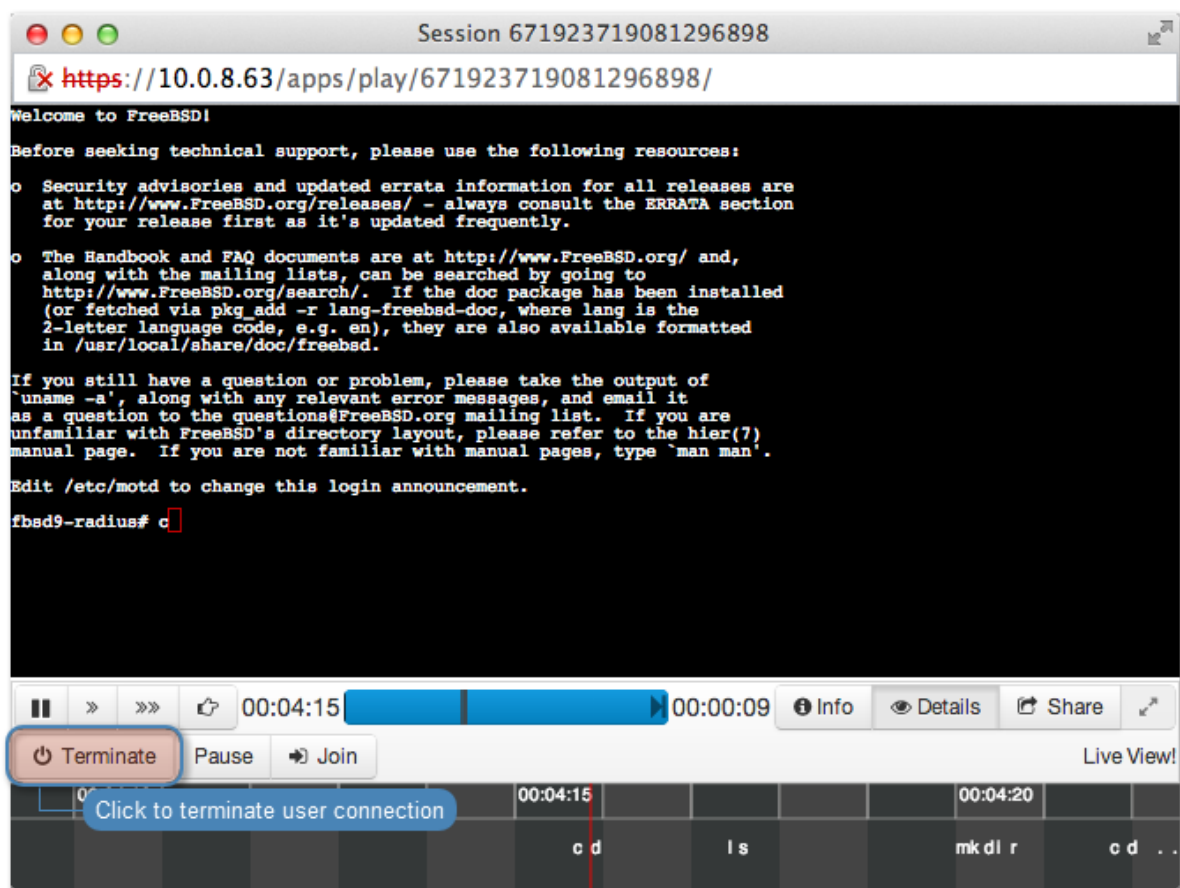 Session 671923719081296898
https://10.0.8.63/apps/play/671923719081296898/
Welcome to FreeBSD!
Before seeking technical support, please use the following resources:
o  Security advisories and updated errata information for all releases are
at http://www.FreeBSD.org/releases/ - always consult the ERRATA section
for your release first as it's updated frequently.
o  The Handbook and FAQ documents are at http://www.FreeBSD.org/ and,
along with the mailing lists, can be searched by going to
http://www.FreeBSD.org/search/.  If the doc package has been installed
(or fetched via pkg_add -r lang-freebsd-doc, where lang is the
2-letter language code, e.g. en), they are also available formatted
in /usr/local/share/doc/freebsd.
If you still have a question or problem, please take the output of
`uname -a', along with any relevant error messages, and email it
as a question to the questions@FreeBSD.org mailing list.  If you are
unfamiliar with FreeBSD's directory layout, please refer to the hier(7)
manual page.  If you are not familiar with manual pages, type `man man'.
Edit /etc/motd to change this login announcement.
fbsd9-radius# c
00:04:15 00:00:09 Info Details Share
Terminate Pause Join Live View!
00:04:15 00:04:20
Click to terminate user connection
cd ls mkdir cd ..